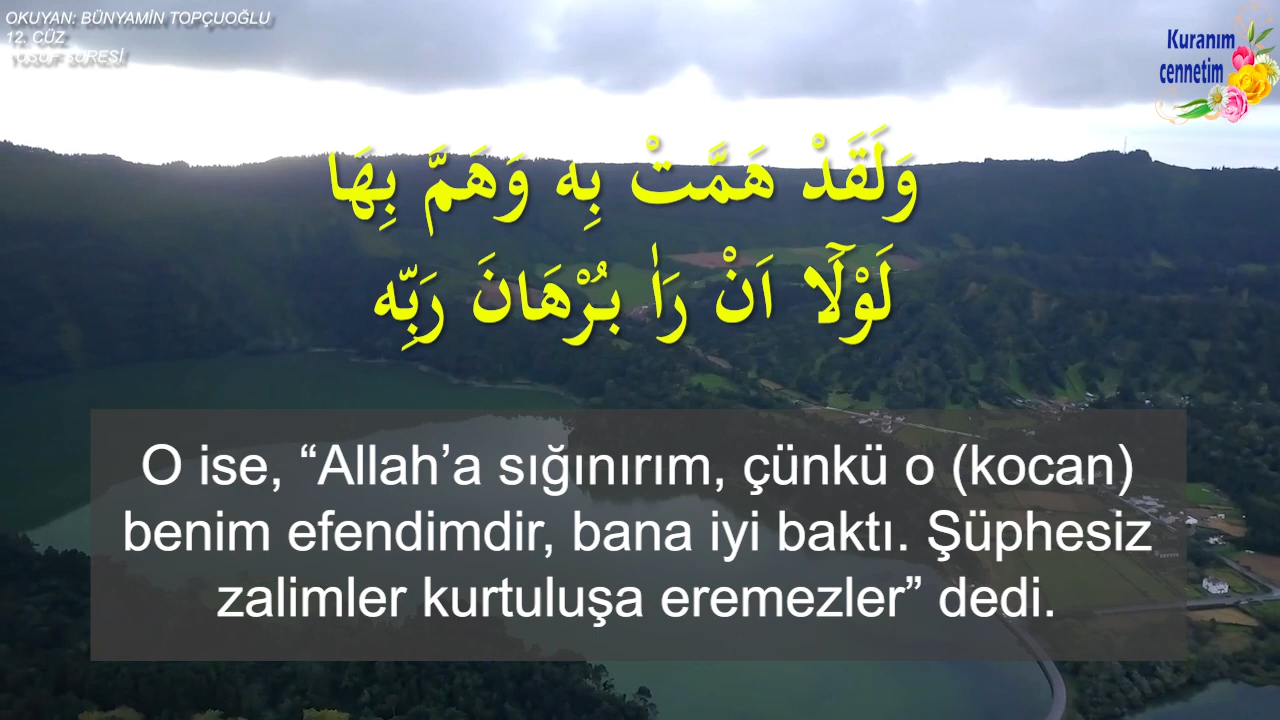 OKUYAN: BÜNYAMİN TOPÇUOĞLU
12. CÜZ
YUSUF SURESİ
Kuranım
cennetim
وَلَقَدْ هَمَّتْ بِه وَهَمَّ بِهَا
لَوْلَٓا اَنْ رَاٰ بُرْهَانَ رَبِّه
O ise, “Allah’a sığınırım, çünkü o (kocan)
benim efendimdir, bana iyi baktı. Şüphesiz
zalimler kurtuluşa eremezler” dedi.